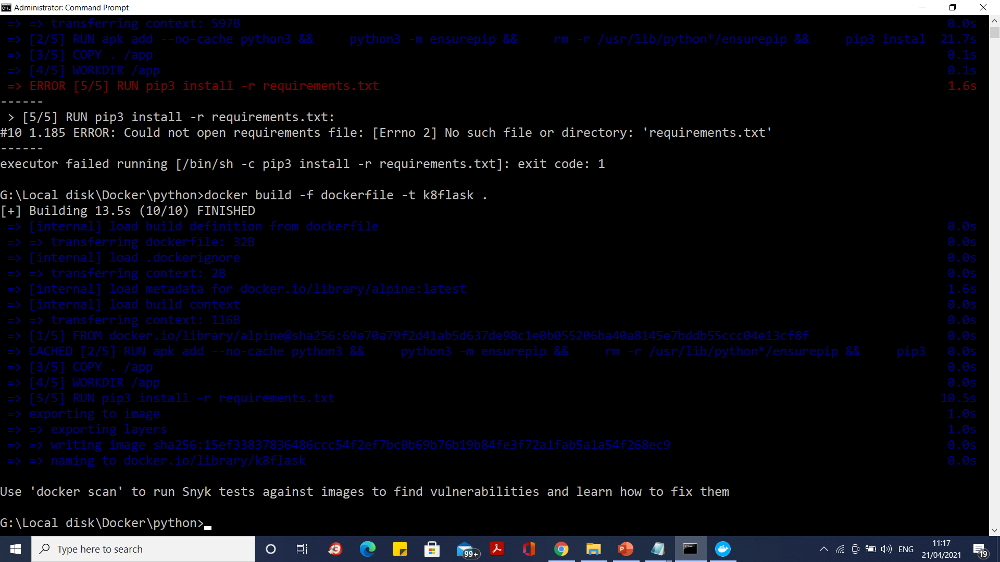 Administrator: Command Prompt
=> => transferring context: 597B 0.0s
=> [2/5] RUN apk add --no-cache python3 && python3 -m ensurepip && rm -r /usr/lib/python*/ensurepip && pip3 instal 21.7s
=> [3/5] COPY . /app 0.1s
=> [4/5] WORKDIR /app 0.1s
=> ERROR [5/5] RUN pip3 install -r requirements.txt 1.6s
------
> [5/5] RUN pip3 install -r requirements.txt:
#10 1.185 ERROR: Could not open requirements file: [Errno 2] No such file or directory: 'requirements.txt'
------
executor failed running [/bin/sh -c pip3 install -r requirements.txt]: exit code: 1
G:\Local disk\Docker\python>docker build -f dockerfile -t k8flask .
[+] Building 13.5s (10/10) FINISHED
=> [internal] load build definition from dockerfile 0.0s
=> => transferring dockerfile: 32B 0.0s
=> [internal] load .dockerignore 0.0s
=> => transferring context: 2B 0.0s
=> [internal] load metadata for docker.io/library/alpine:latest 1.6s
=> [internal] load build context 0.0s
=> => transferring context: 116B 0.0s
=> [1/5] FROM docker.io/library/alpine@sha256:69e70a79f2d41ab5d637de98c1e0b055206ba40a8145e7bddb55ccc04e13cf8f 0.0s
=> CACHED [2/5] RUN apk add --no-cache python3 && python3 -m ensurepip && rm -r /usr/lib/python*/ensurepip && pip3 0.0s
=> [3/5] COPY . /app 0.0s
=> [4/5] WORKDIR /app 0.0s
=> [5/5] RUN pip3 install -r requirements.txt 10.5s
=> exporting to image 1.0s
=> => exporting layers 1.0s
=> => writing image sha256:15ef33837836486ccc54f2ef7bc0b69b76b19b84fe3f72a1fab5a1a54f268ec9 0.0s
=> => naming to docker.io/library/k8flask 0.0s
Use 'docker scan' to run Snyk tests against images to find vulnerabilities and learn how to fix them
G:\Local disk\Docker\python>
Type here to search
99+
ENG
11:17
21/04/2021
19